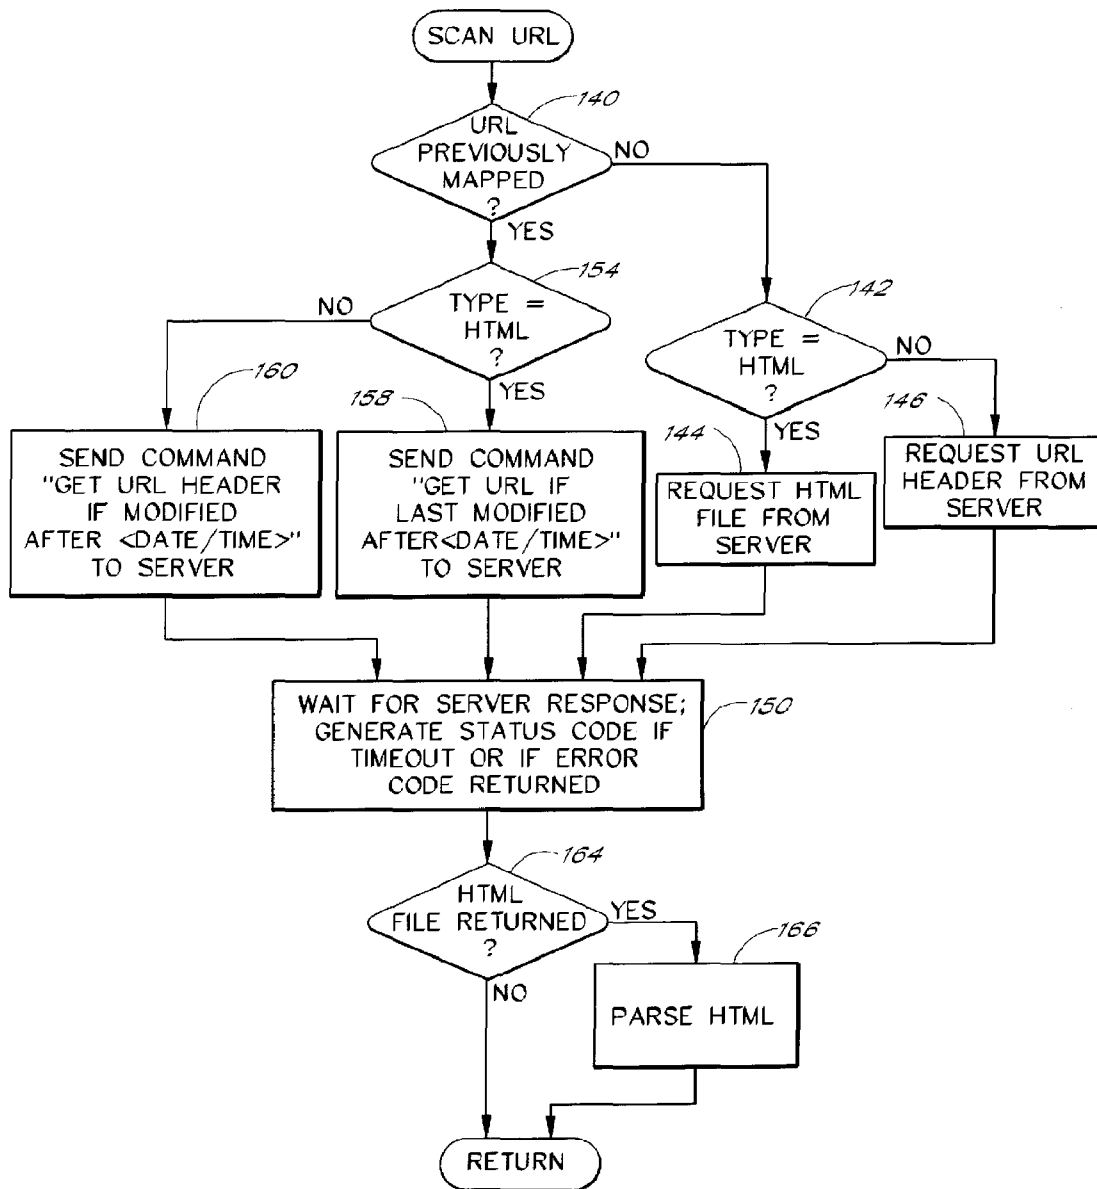 SCAN URL
140
URL
PREVIOUSLY
MAPPED
?
NO
YES
154
NO
TYPE =
HTML
?
YES
142
TYPE =
HTML
?
NO
YES
160
SEND COMMAND
"GET URL HEADER
IF MODIFIED
AFTER <DATE/TIME>"
TO SERVER
158
SEND COMMAND
"GET URL IF
LAST MODIFIED
AFTER<DATE/TIME>"
TO SERVER
144
REQUEST HTML
FILE FROM
SERVER
146
REQUEST URL
HEADER FROM
SERVER
WAIT FOR SERVER RESPONSE;
GENERATE STATUS CODE IF
TIMEOUT OR IF ERROR
CODE RETURNED
150
164
HTML
FILE RETURNED
?
YES
NO
166
PARSE HTML
RETURN